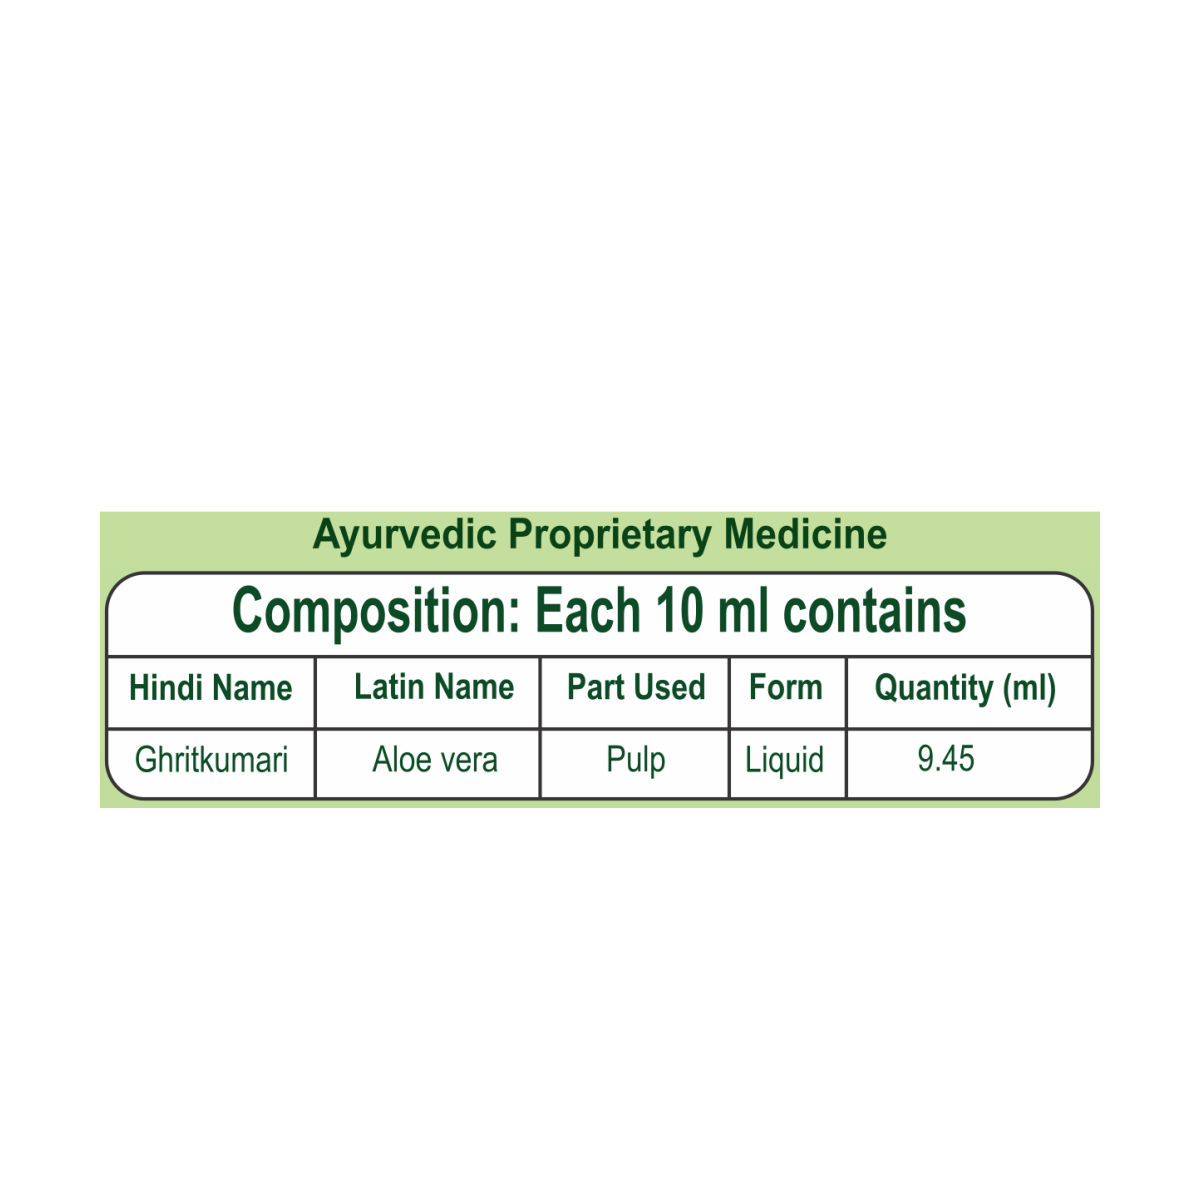 Ayurvedic Proprietary Medicine
Composition: Each 10 ml contains
Hindi Name Latin Name Part Used Form Quantity (ml)
Ghritkumari Aloe vera Pulp Liquid 9.45